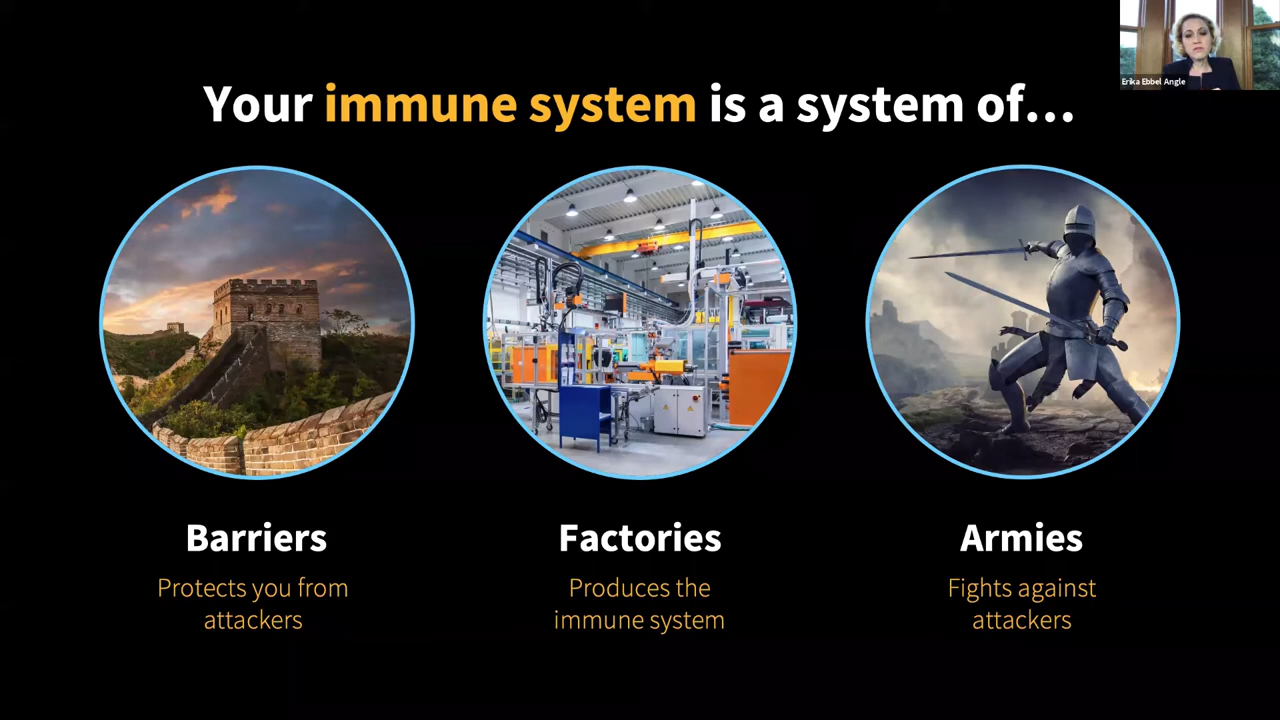 Erika Ebbel Angle
Your immune system is a system of...
Barriers
Protects you from
attackers
Factories
Produces the
immune system
Armies
Fights against
attackers